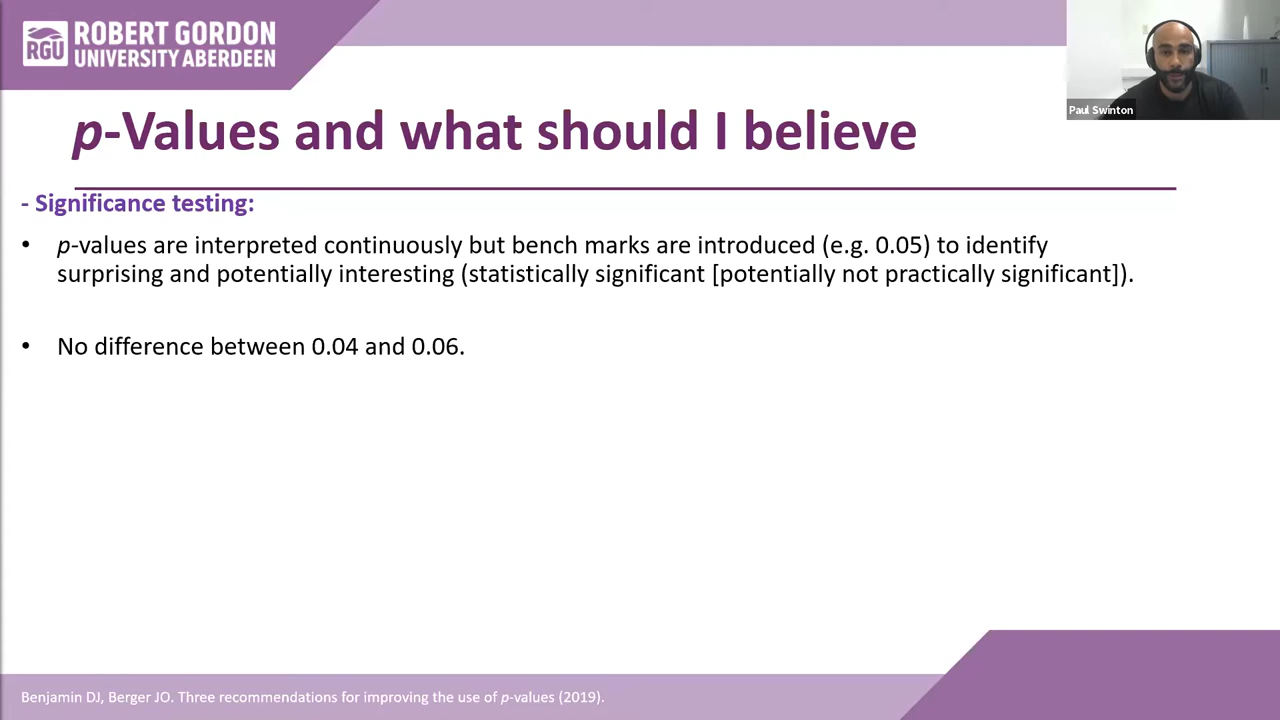 ROBERT GORDON
UNIVERSITY ABERDEEN
RGU
Paul Swinton
p-Values and what should I believe
- Significance testing:
• p-values are interpreted continuously but bench marks are introduced (e.g. 0.05) to identify
surprising and potentially interesting (statistically significant [potentially not practically significant]).
• No difference between 0.04 and 0.06.
Benjamin DJ, Berger JO. Three recommendations for improving the use of p-values (2019).